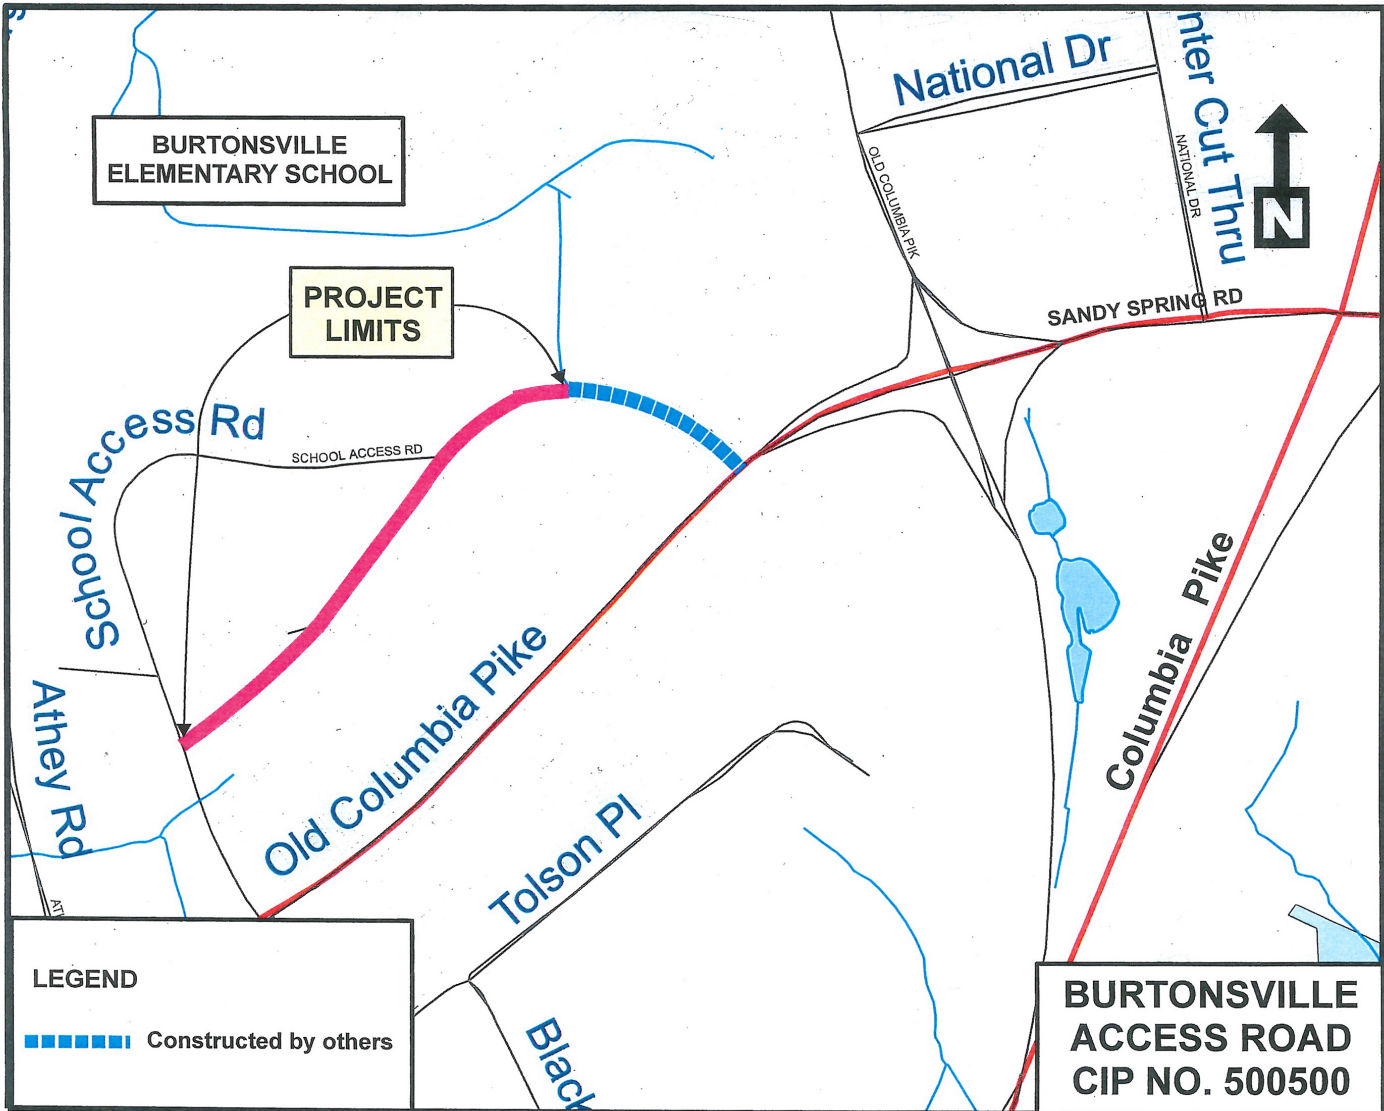 National Dr
nter Cut Thru
BURTONSVILLE
ELEMENTARY SCHOOL
OLD COLUMBIA PIK
NATIONAL DR
N
PROJECT
LIMITS
SANDY SPRING RD
School Access Rd
SCHOOL ACCESS RD
Columbia Pike
Old Columbia Pike
Athey Rd
Tolson Pl
LEGEND
Constructed by others
Black
BURTONSVILLE
ACCESS ROAD
CIP NO. 500500